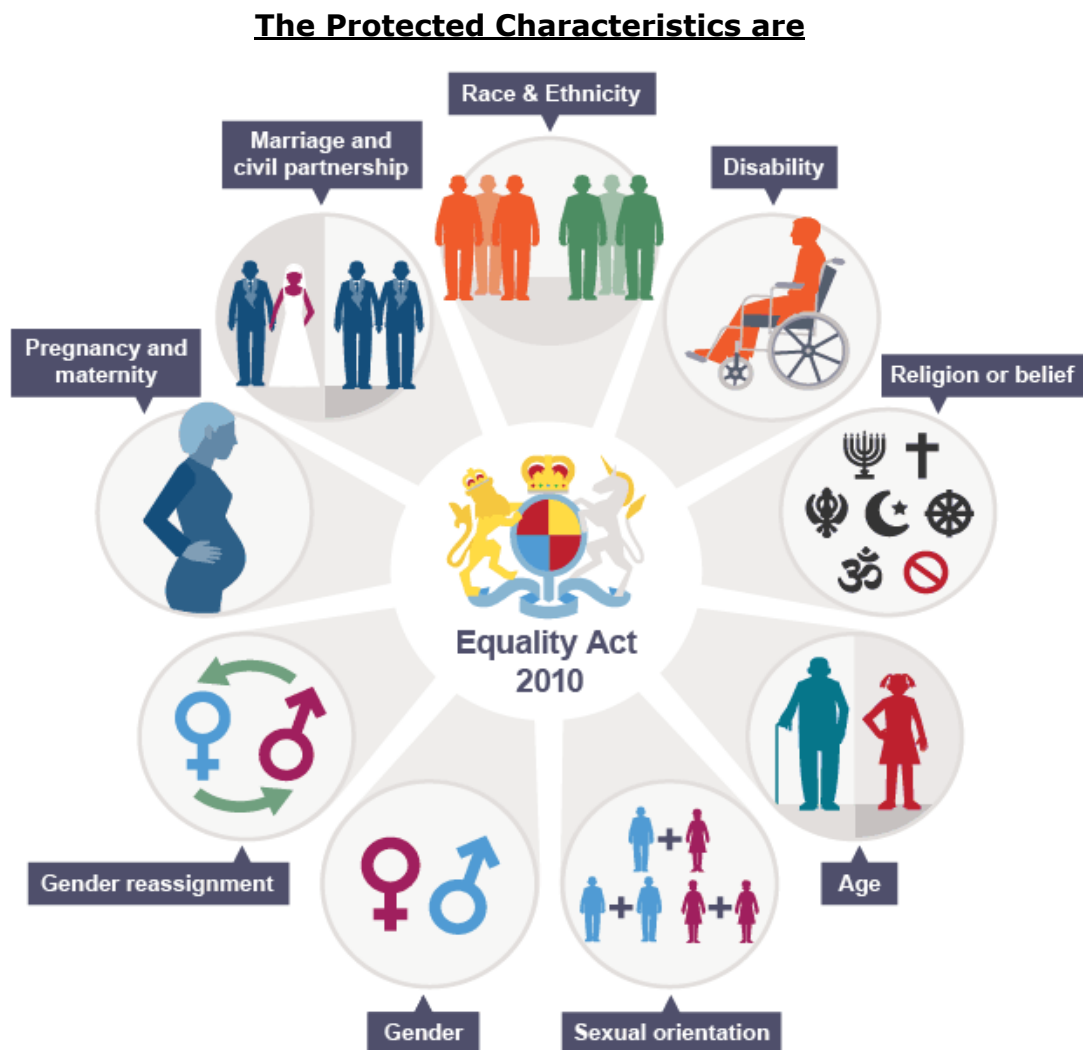 The Protected Characteristics are
Race & Ethnicity
Marriage and
civil partnership
Disability
Pregnancy and
maternity
Religion or belief
Equality Act
2010
Gender reassignment
Age
Gender
Sexual orientation